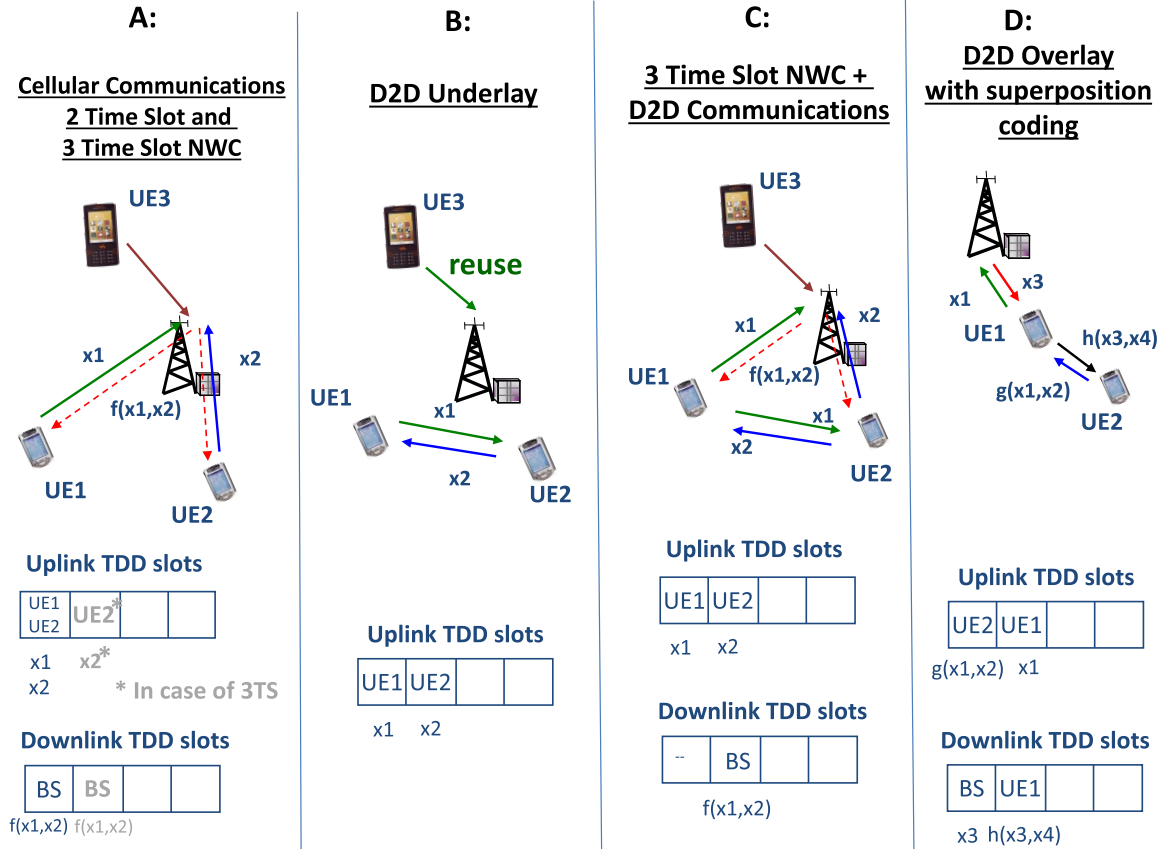 A:
Cellular Communications
2 Time Slot and
3 Time Slot NWC
UE3
x1
x2
f(x1,x2)
UE1
UE2
Uplink TDD slots
UE1
UE2
UE2*
x1
x2
x2*
* In case of 3TS
Downlink TDD slots
BS
BS
f(x1,x2)
f(x1,x2)
B:
D2D Underlay
UE3
reuse
UE1
x1
x2
UE2
Uplink TDD slots
UE1
UE2
x1
x2
C:
3 Time Slot NWC +
D2D Communications
UE3
x1
x2
UE1
f(x1,x2)
x1
x2
UE2
Uplink TDD slots
UE1
UE2
x1
x2
Downlink TDD slots
--
BS
f(x1,x2)
D:
D2D Overlay
with superposition
coding
x3
x1
UE1
h(x3,x4)
g(x1,x2)
UE2
Uplink TDD slots
UE2
UE1
g(x1,x2)
x1
Downlink TDD slots
BS
UE1
x3
h(x3,x4)